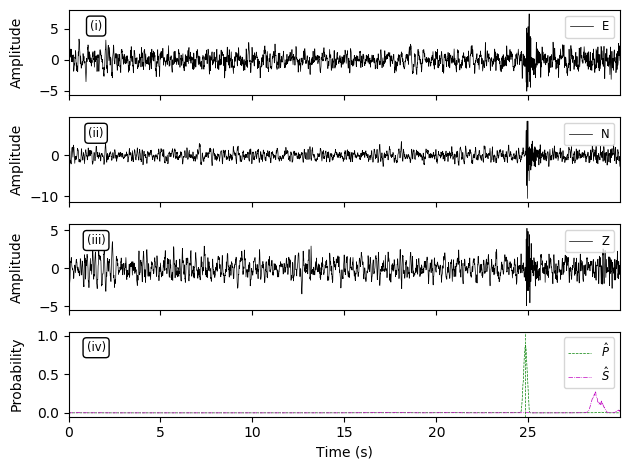 (i)
E
Amplitude
5
0
−5
(ii)
N
Amplitude
0
−10
(iii)
Z
Amplitude
5
0
−5
(iv)
P̂
Ŝ
Probability
1.0
0.5
0.0
0 5 10 15 20 25
Time (s)